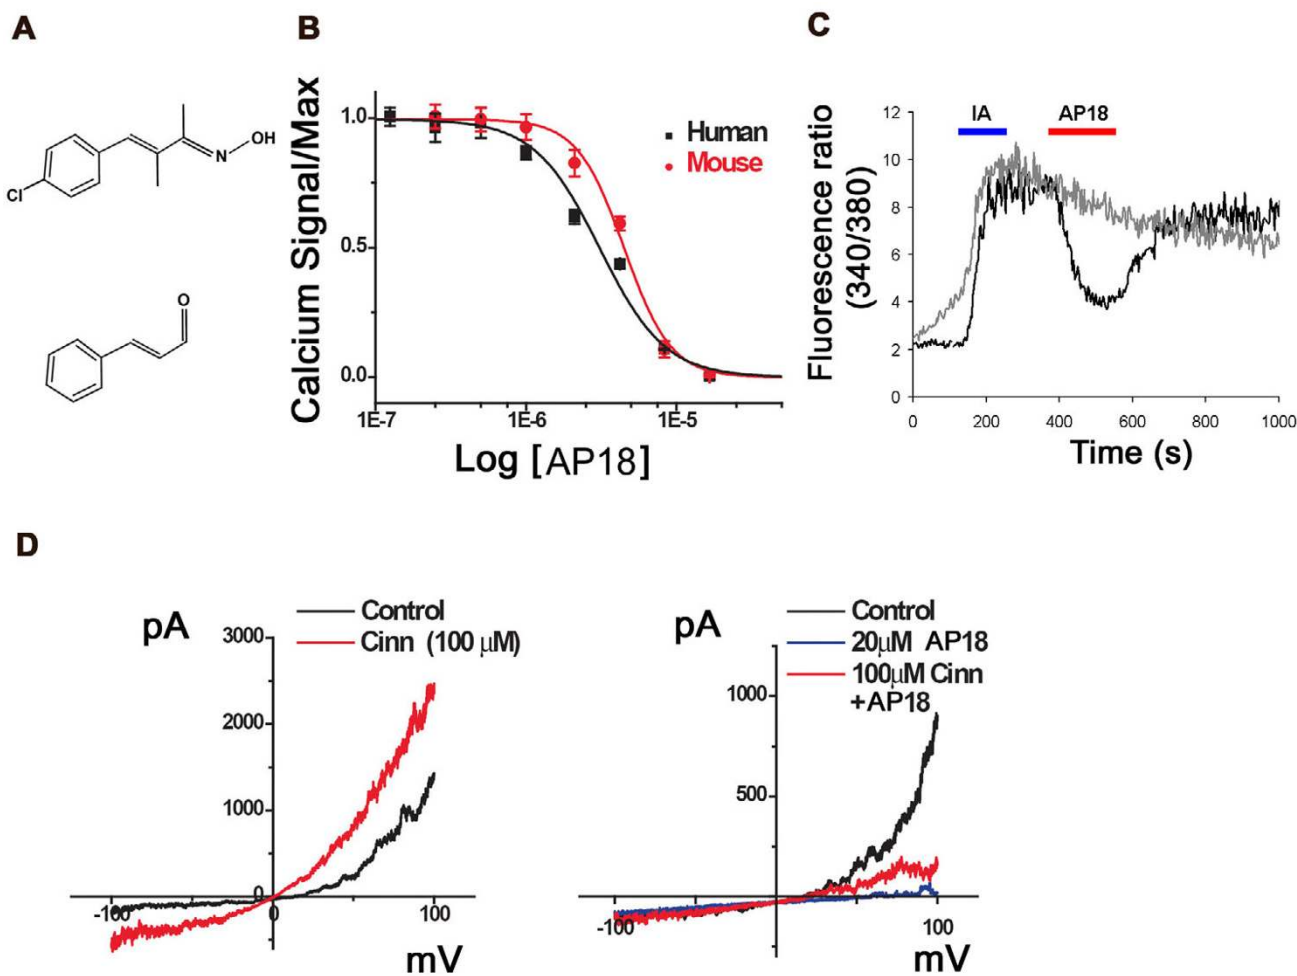 A
Cl
N
OH
O
B
Calcium Signal/Max
1.0
0.5
0.0
Human
Mouse
1E-7
1E-6
1E-5
Log [AP18]
C
Fluorescence ratio
(340/380)
12
10
8
6
4
2
0
IA
AP18
0
200
400
600
800
1000
Time (s)
D
pA
Control
Cinn (100 μM)
3000
2000
1000
0
-100
0
100
mV
pA
Control
20μM AP18
100μM Cinn
+AP18
1000
500
-100
100
mV